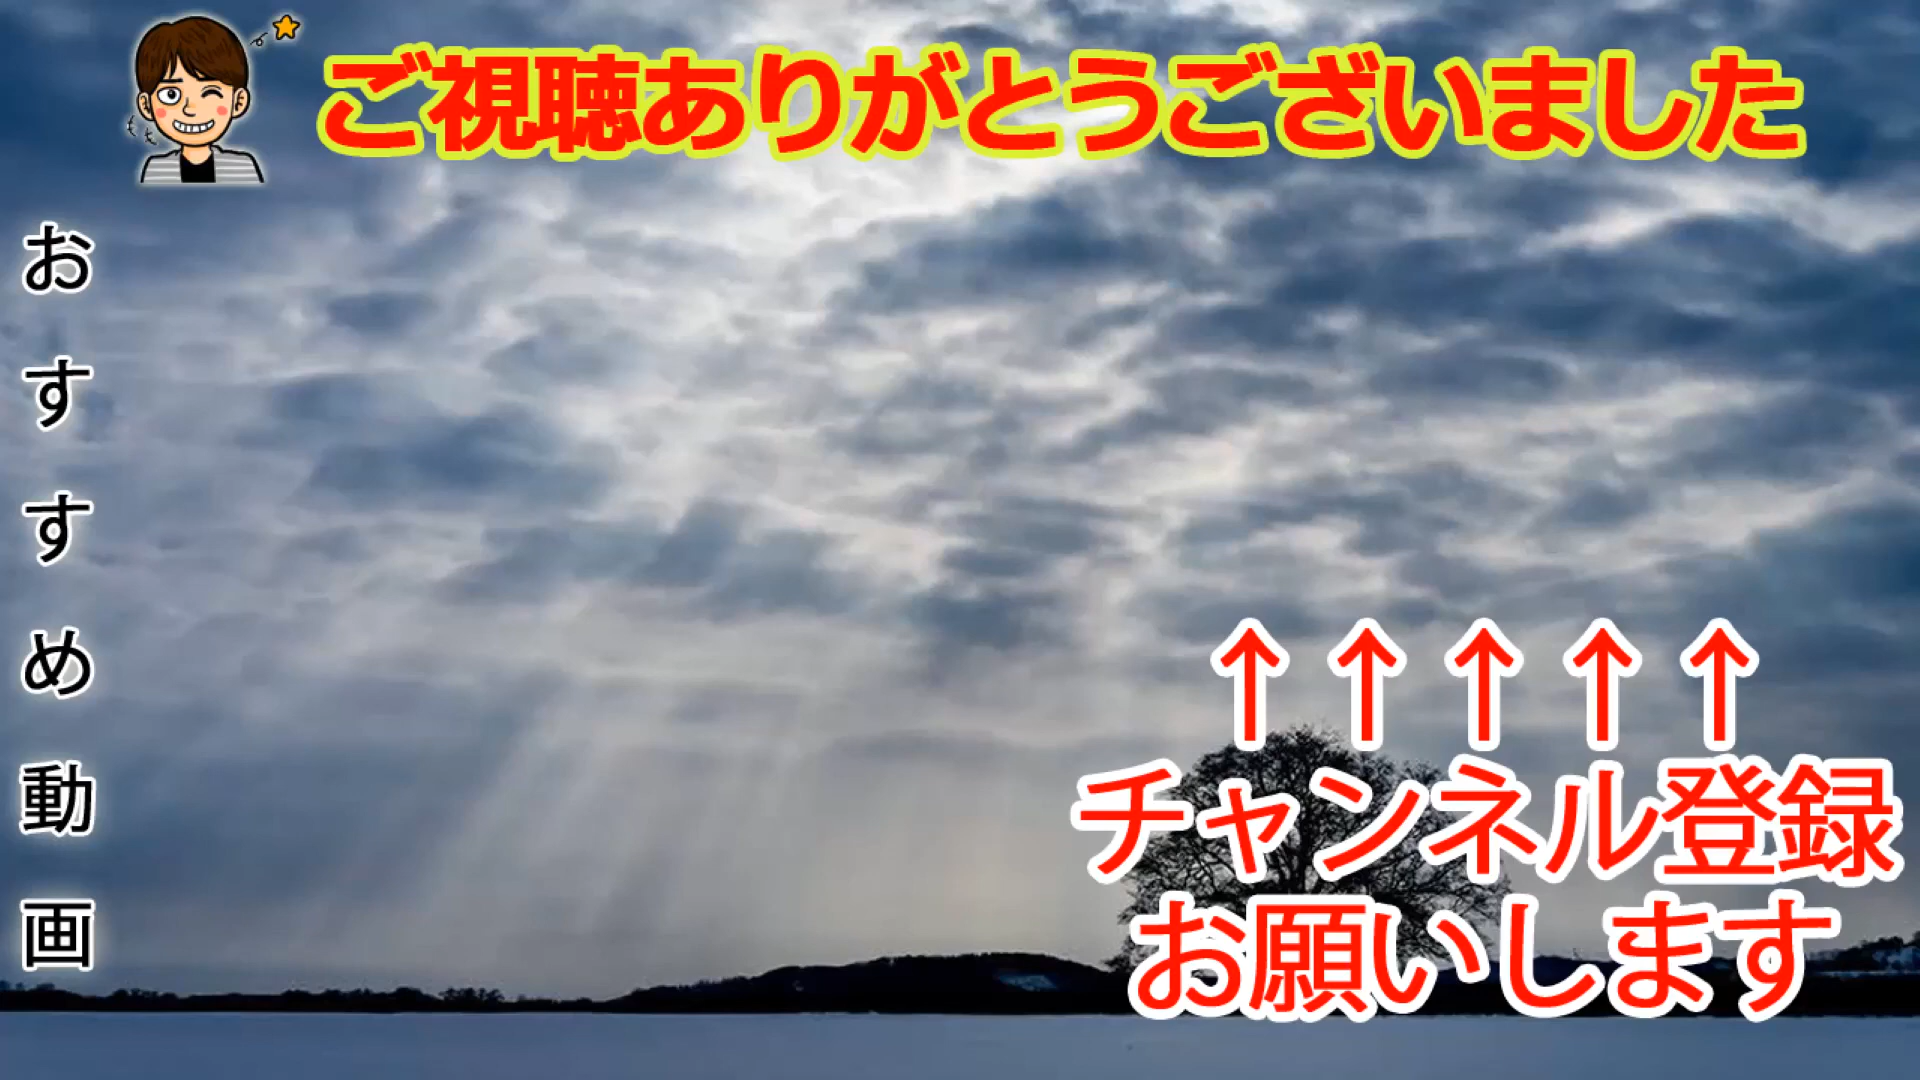 ご視聴ありがとうございました
おすすめ動画
↑↑↑↑↑
チャンネル登録
お願いします